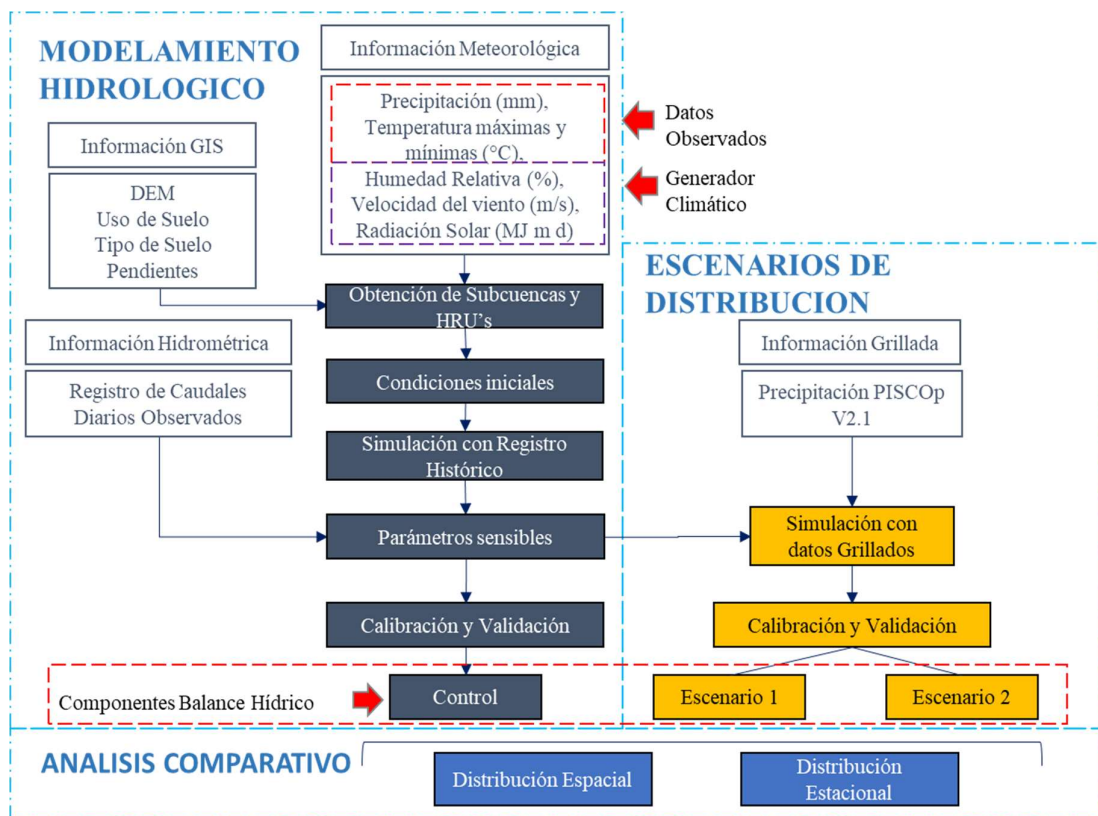 MODELAMIENTO
HIDROLOGICO
Información Meteorológica
Precipitación (mm),
Temperatura máximas y
mínimas (°C),
Humedad Relativa (%),
Velocidad del viento (m/s),
Radiación Solar (MJ m d)
Datos
Observados
Generador
Climático
Información GIS
DEM
Uso de Suelo
Tipo de Suelo
Pendientes
Obtención de Subcuencas y
HRU's
Información Hidrométrica
Registro de Caudales
Diarios Observados
Condiciones iniciales
Simulación con Registro
Histórico
Parámetros sensibles
Calibración y Validación
Componentes Balance Hídrico
Control
ESCENARIOS DE
DISTRIBUCION
Información Grillada
Precipitación PISCOp
V2.1
Simulación con
datos Grillados
Calibración y Validación
Escenario 1
Escenario 2
ANALISIS COMPARATIVO
Distribución Espacial
Distribución
Estacional